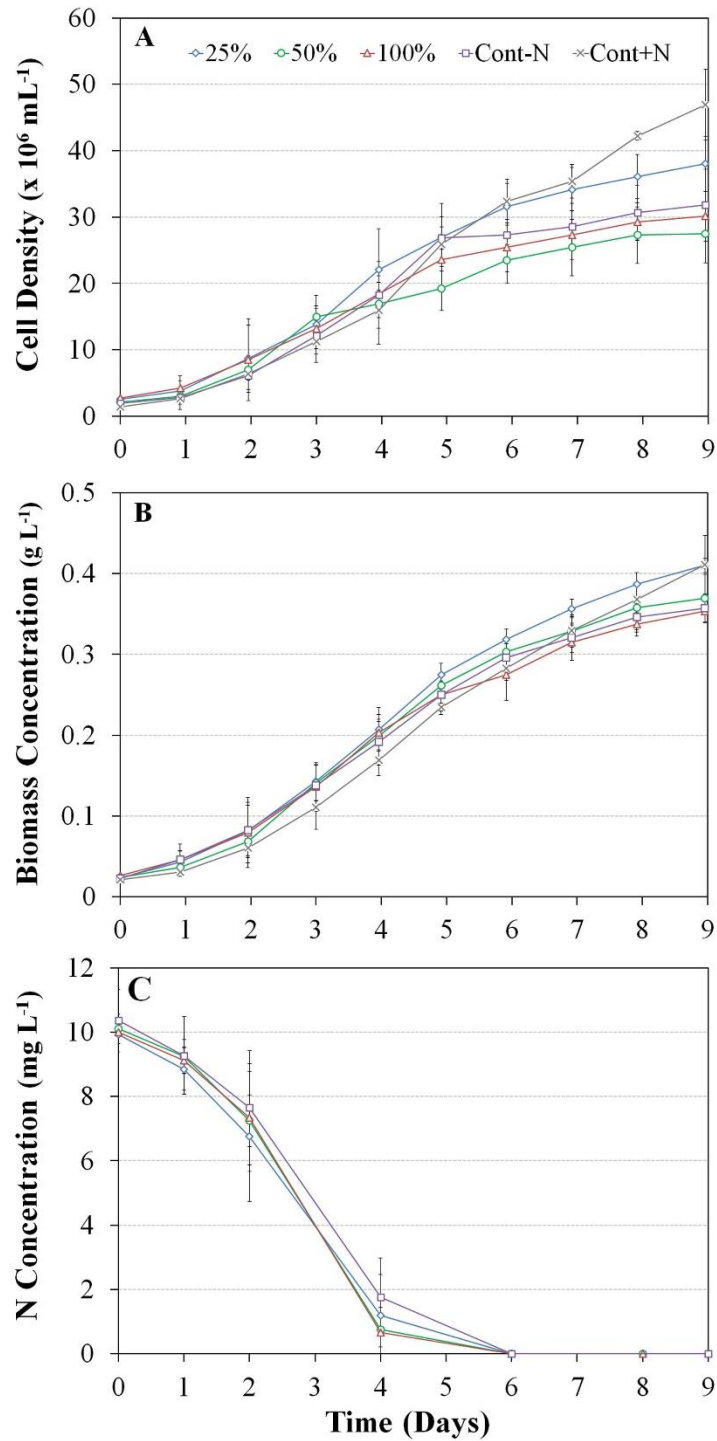 A
25% 50% 100% Cont-N Cont+N
Cell Density (x 10⁶ mL⁻¹)
60
50
40
30
20
10
0
0 1 2 3 4 5 6 7 8 9
B
Biomass Concentration (g L⁻¹)
0.5
0.4
0.3
0.2
0.1
0
0 1 2 3 4 5 6 7 8 9
C
N Concentration (mg L⁻¹)
12
10
8
6
4
2
0
0 1 2 3 4 5 6 7 8 9
Time (Days)